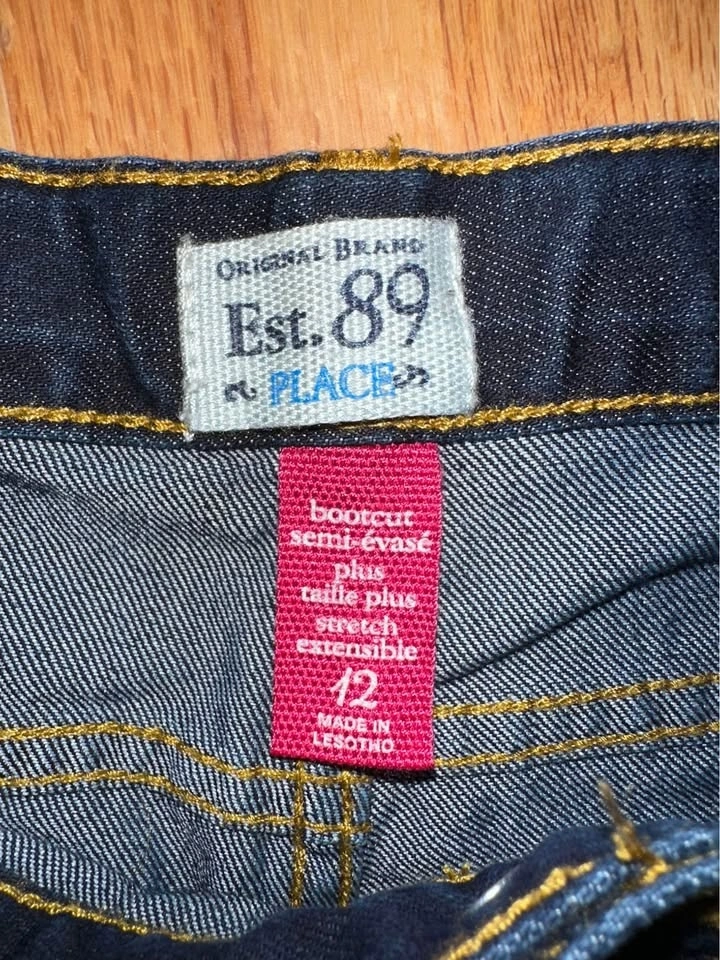 ORIGINAL BRAND
Est. 89
PLACE
bootcut
semi-évasé
plus
taille plus
stretch
extensible
12
MADE IN
LESOTHO